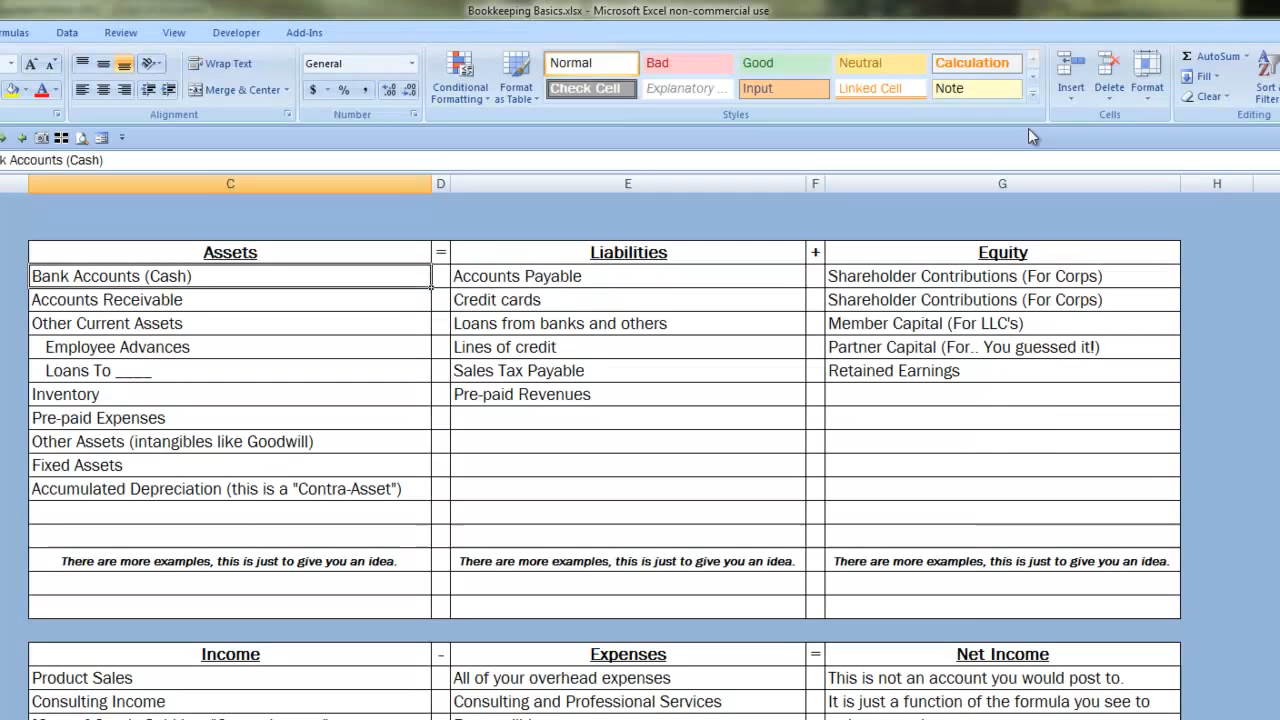 Bookkeeping Basics.xlsx - Microsoft Excel non-commercial use
mulas Data Review View Developer Add-Ins
A A Wrap Text General Conditional Formatting Format as Table Normal Bad Good Neutral Calculation Insert Delete Format AutoSum Sort & Filter
A Merge & Center $ % , .00 Check Cell Explanatory ... Input Linked Cell Note Fill
Clear
Alignment Number Styles Cells Editing
k Accounts (Cash)
C D E F G H
Assets = Liabilities + Equity
Bank Accounts (Cash) Accounts Payable Shareholder Contributions (For Corps)
Accounts Receivable Credit cards Shareholder Contributions (For Corps)
Other Current Assets Loans from banks and others Member Capital (For LLC's)
Employee Advances Lines of credit Partner Capital (For.. You guessed it!)
Loans To ____ Sales Tax Payable Retained Earnings
Inventory Pre-paid Revenues
Pre-paid Expenses
Other Assets (intangibles like Goodwill)
Fixed Assets
Accumulated Depreciation (this is a "Contra-Asset")
There are more examples, this is just to give you an idea. There are more examples, this is just to give you an idea. There are more examples, this is just to give you an idea.
Income - Expenses = Net Income
Product Sales All of your overhead expenses This is not an account you would post to.
Consulting Income Consulting and Professional Services It is just a function of the formula you see to